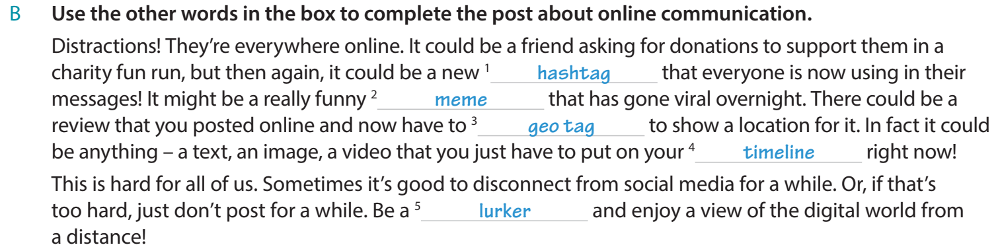 B Use the other words in the box to complete the post about online communication.
Distractions! They’re everywhere online. It could be a friend asking for donations to support them in a
charity fun run, but then again, it could be a new 1 hashtag that everyone is now using in their
messages! It might be a really funny 2 meme that has gone viral overnight. There could be a
review that you posted online and now have to 3 geo tag to show a location for it. In fact it could
be anything – a text, an image, a video that you just have to put on your 4 timeline right now!
This is hard for all of us. Sometimes it’s good to disconnect from social media for a while. Or, if that’s
too hard, just don’t post for a while. Be a 5 lurker and enjoy a view of the digital world from
a distance!